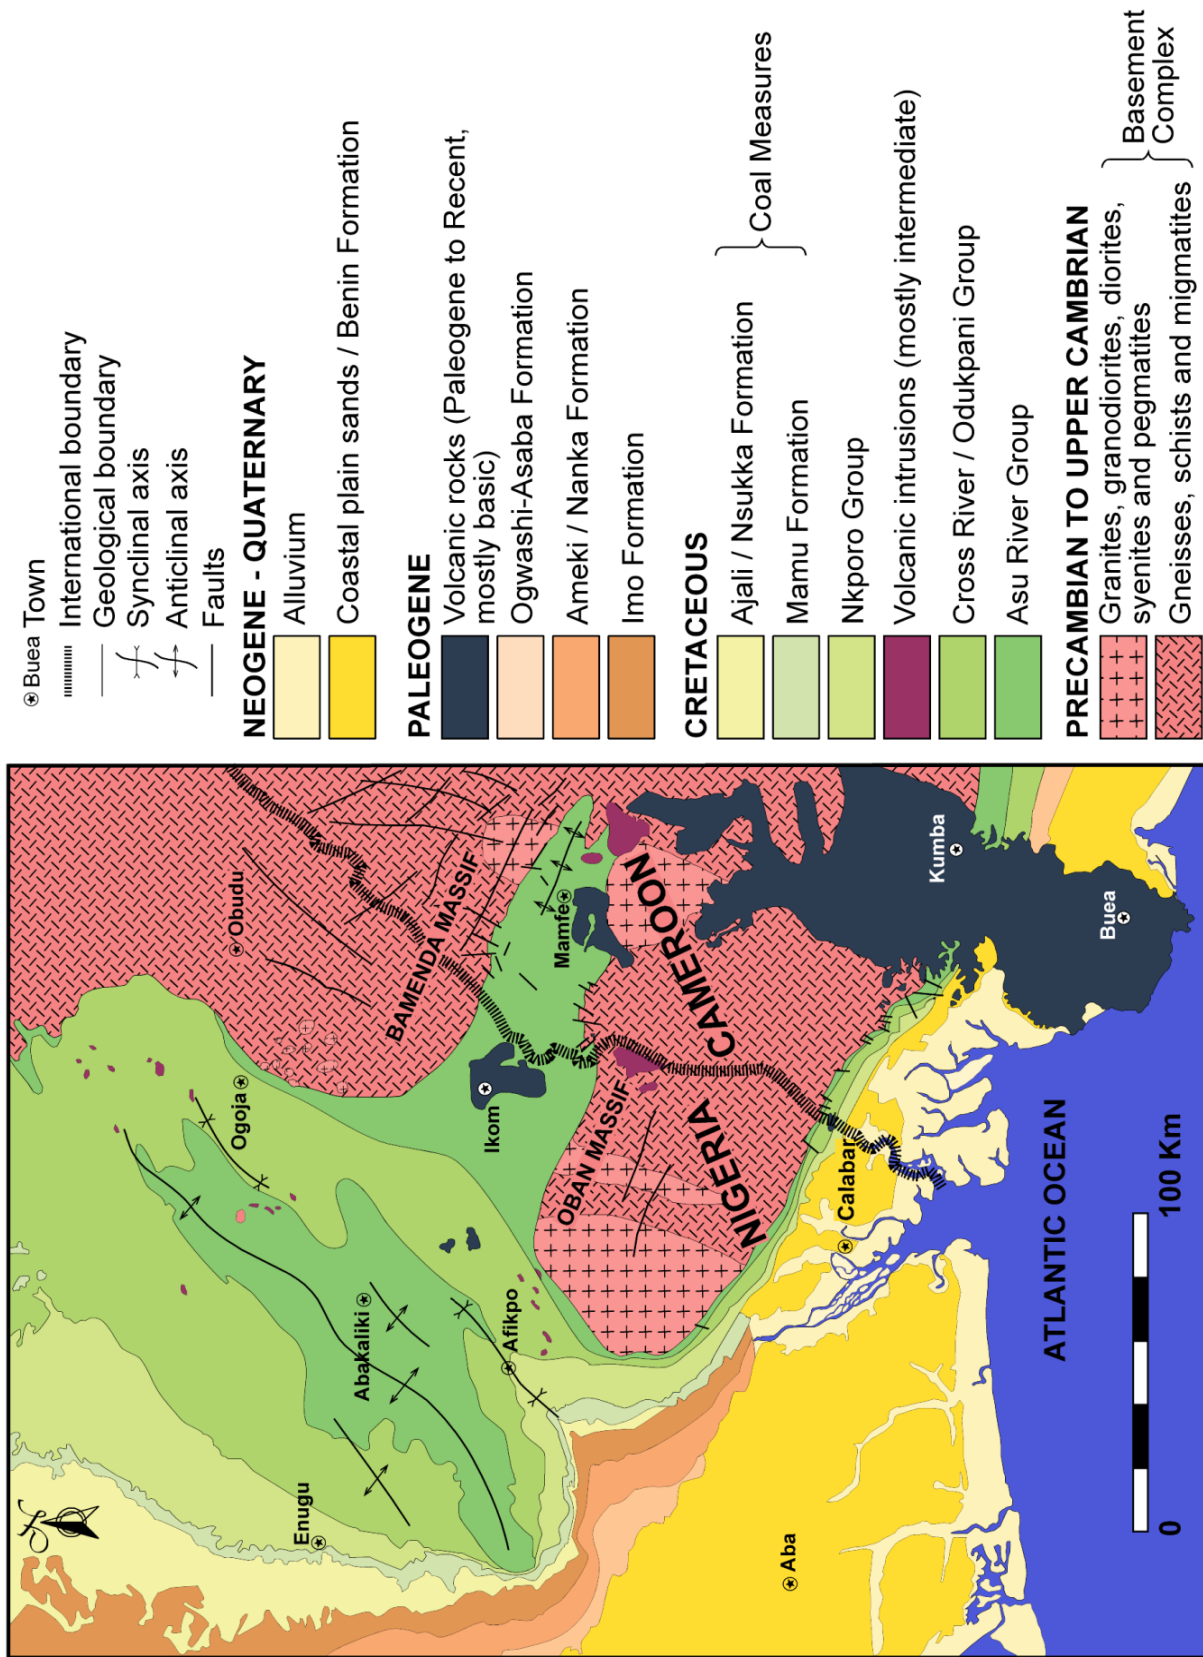 Buea Town
International boundary
Geological boundary
Synclinal axis
Anticlinal axis
Faults
NEOGENE - QUATERNARY
Alluvium
Coastal plain sands / Benin Formation
PALEOGENE
Volcanic rocks (Paleogene to Recent,
mostly basic)
Ogwashi-Asaba Formation
Ameki / Nanka Formation
Imo Formation
CRETACEOUS
Ajali / Nsukka Formation
Mamu Formation
Coal Measures
Nkporo Group
Volcanic intrusions (mostly intermediate)
Cross River / Odukpani Group
Asu River Group
PRECAMBIAN TO UPPER CAMBRIAN
Granites, granodiorites, diorites,
syenites and pegmatites
Gneisses, schists and migmatites
Basement
Complex
Obudu
BAMENDA MASSIF
Ogoja
Ikom
Mamfe
Abakaliki
Enugu
Afikpo
OBAN MASSIF
NIGERIA
CAMEROON
Kumba
Buea
Calabar
Aba
ATLANTIC OCEAN
0
100 Km